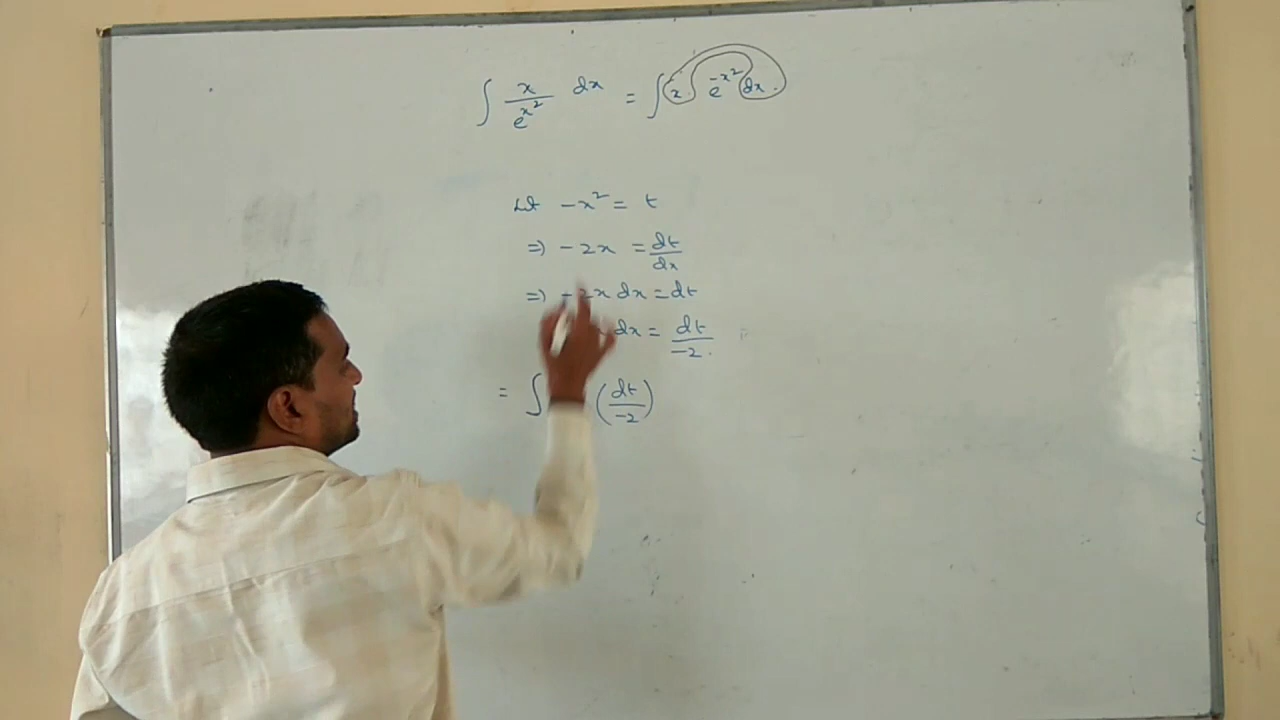 ∫ x/e^x² dx = ∫ x. e^-x² dx.
Let -x² = t
=> -2x = dt/dx
=> -2x dx = dt
x dx = dt/-2.
= ∫ (dt/-2)